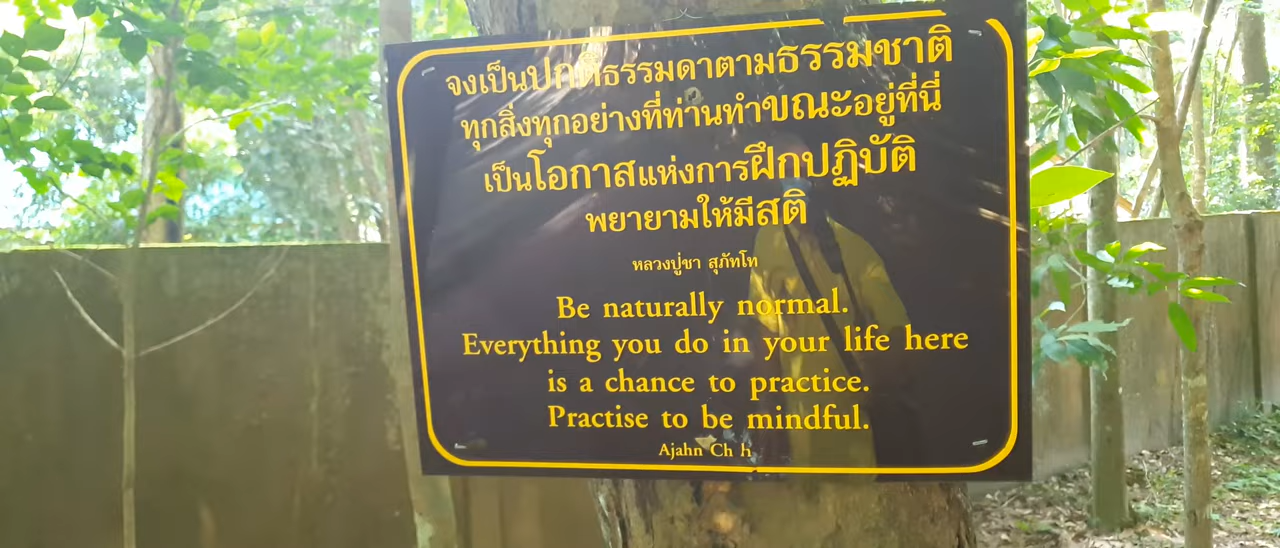 จงเป็นปกติธรรมดาตามธรรมชาติ
ทุกสิ่งทุกอย่างที่ท่านทำขณะอยู่ที่นี่
เป็นโอกาสแห่งการฝึกปฏิบัติ
พยายามให้มีสติ
หลวงปู่ชา สุภัทโท
Be naturally normal.
Everything you do in your life here
is a chance to practice.
Practise to be mindful.
Ajahn